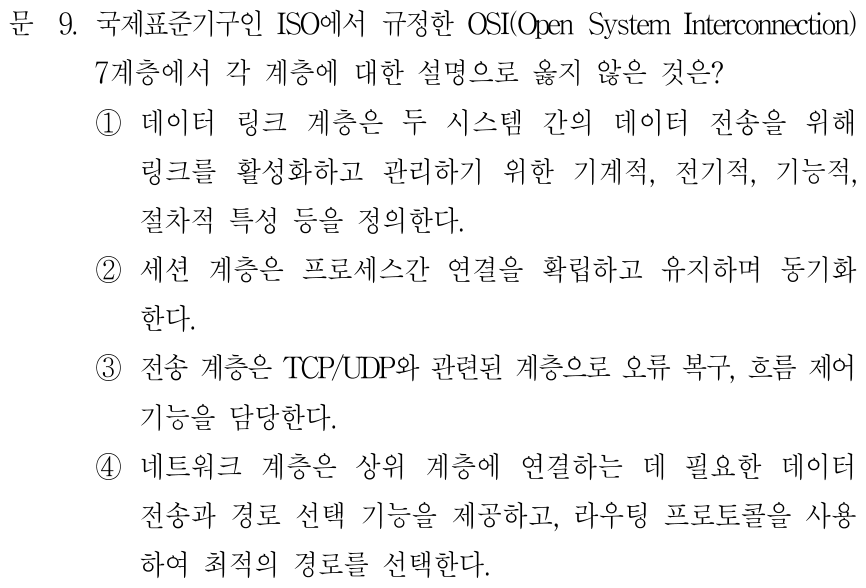 문 9. 국제표준기구인 ISO에서 규정한 OSI(Open System Interconnection)
7계층에서 각 계층에 대한 설명으로 옳지 않은 것은?
① 데이터 링크 계층은 두 시스템 간의 데이터 전송을 위해
링크를 활성화하고 관리하기 위한 기계적, 전기적, 기능적,
절차적 특성 등을 정의한다.
② 세션 계층은 프로세스간 연결을 확립하고 유지하며 동기화
한다.
③ 전송 계층은 TCP/UDP와 관련된 계층으로 오류 복구, 흐름 제어
기능을 담당한다.
④ 네트워크 계층은 상위 계층에 연결하는 데 필요한 데이터
전송과 경로 선택 기능을 제공하고, 라우팅 프로토콜을 사용
하여 최적의 경로를 선택한다.